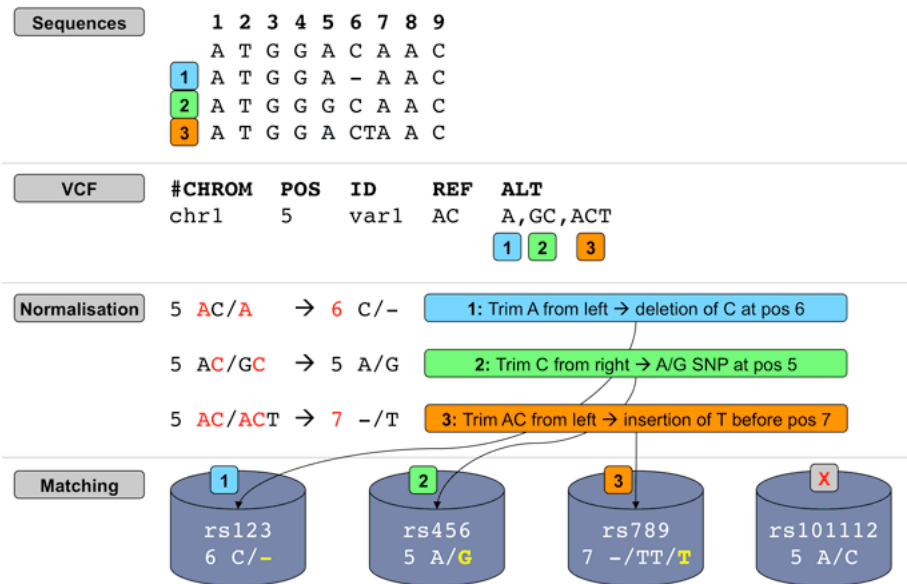 Sequences
1 2 3 4 5 6 7 8 9
A T G G A C A A C
1 A T G G A - A A C
2 A T G G G C A A C
3 A T G G A CTA A C
VCF
#CHROM POS ID REF ALT
chr1 5 var1 AC A,GC,ACT
1 2 3
Normalisation
5 AC/A → 6 C/- 1: Trim A from left → deletion of C at pos 6
5 AC/GC → 5 A/G 2: Trim C from right → A/G SNP at pos 5
5 AC/ACT → 7 -/T 3: Trim AC from left → insertion of T before pos 7
Matching
1 2 3 X
rs123 rs456 rs789 rs101112
6 C/- 5 A/G 7 -/TT/T 5 A/C